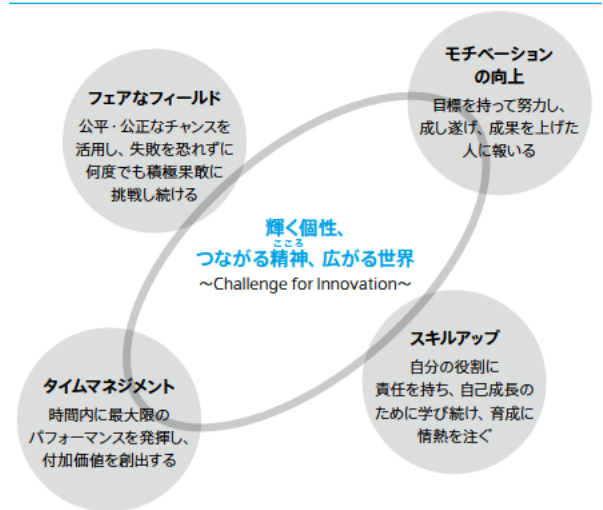 モチベーション
の向上
目標を持って努力し、
成し遂げ、成果を上げた
人に報いる
フェアなフィールド
公平・公正なチャンスを
活用し、失敗を恐れずに
何度でも積極果敢に
挑戦し続ける
輝く個性、
こころ
つながる精神、広がる世界
～Challenge for Innovation～
スキルアップ
自分の役割に
責任を持ち、自己成長の
ために学び続け、育成に
情熱を注ぐ
タイムマネジメント
時間内に最大限の
パフォーマンスを発揮し、
付加価値を創出する